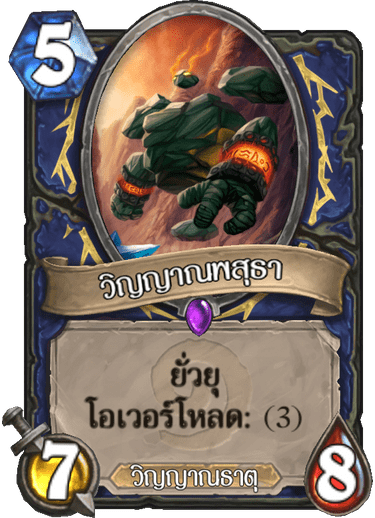 5
วิญญาณพสุธา
ยั่วยุ
โอเวอร์โหลด: (3)
7
วิญญาณธาตุ
8